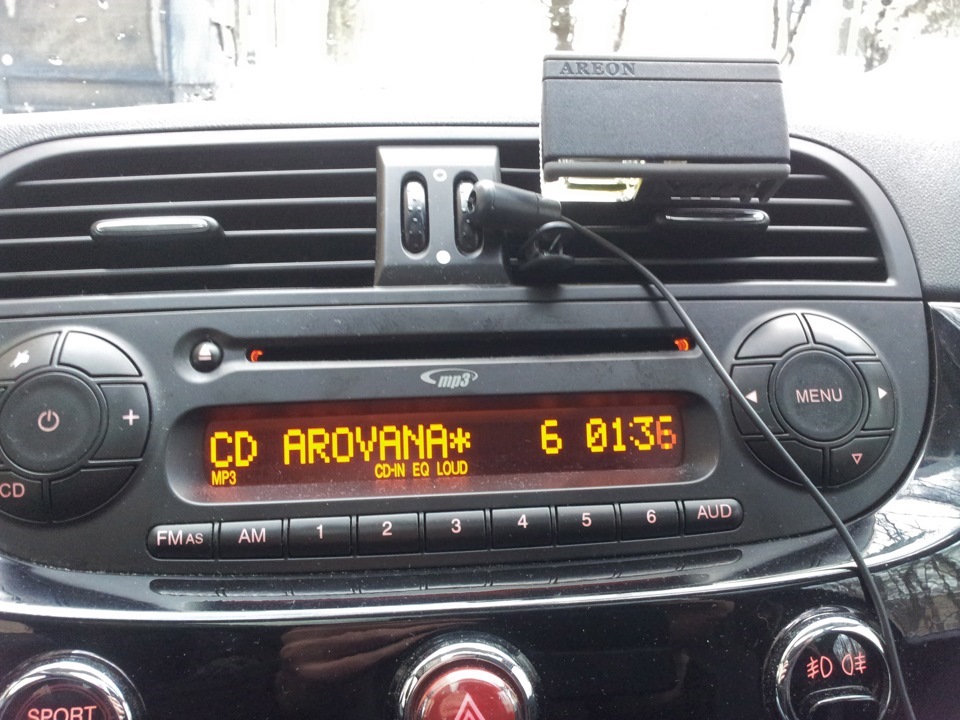 AREON
mp3
CD AROVANA* 6 01:36
MP3 CD-IN EQ LOUD
MENU
CD
FM AS AM 1 2 3 4 5 6 AUD
SPORT